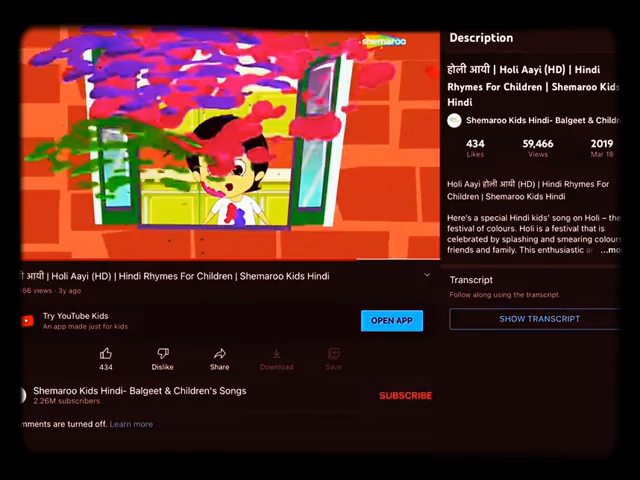 shemaroo
आयी | Holi Aayi (HD) | Hindi Rhymes For Children | Shemaroo Kids Hindi
66 views · 3y ago
Try YouTube Kids
An app made just for kids
OPEN APP
434
Dislike
Share
Download
Save
Shemaroo Kids Hindi- Balgeet & Children's Songs
2.26M subscribers
SUBSCRIBE
mments are turned off. Learn more
Description
होली आयी | Holi Aayi (HD) | Hindi
Rhymes For Children | Shemaroo Kids
Hindi
Shemaroo Kids Hindi- Balgeet & Childr
434
59,466
2019
Likes
Views
Mar 18
Holi Aayi होली आयी (HD) | Hindi Rhymes For
Children | Shemaroo Kids Hindi
Here's a special Hindi kids' song on Holi – the
festival of colours. Holi is a festival that is
celebrated by splashing and smearing colours
friends and family. This enthusiastic a ...mo
Transcript
Follow along using the transcript.
SHOW TRANSCRIPT